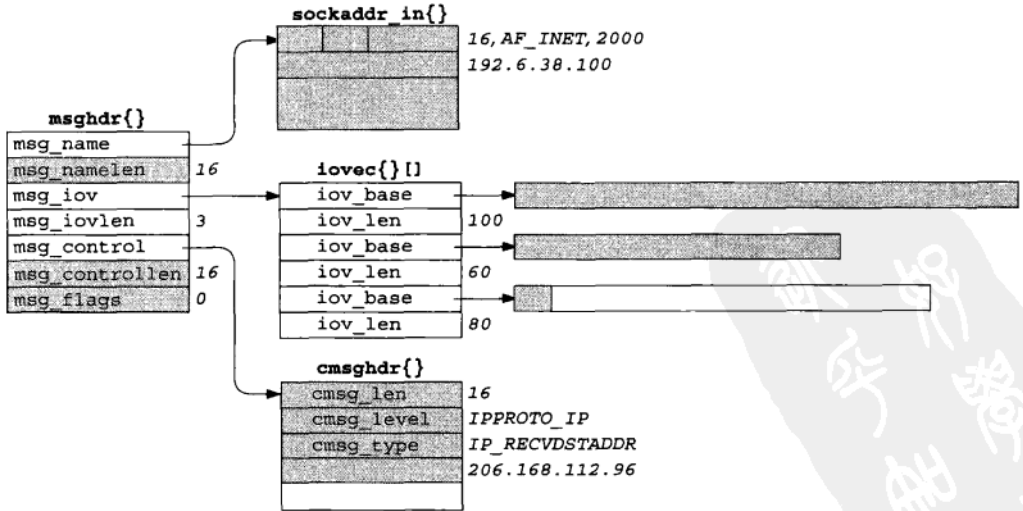 sockaddr_in{}
16, AF_INET, 2000
192.6.38.100
msghdr{}
msg_name
msg_namelen 16
msg_iov
msg_iovlen 3
msg_control
msg_controllen 16
msg_flags 0
iovec{}[]
iov_base
iov_len 100
iov_base
iov_len 60
iov_base
iov_len 80
cmsghdr{}
cmsg_len 16
cmsg_level IPPROTO_IP
cmsg_type IP_RECVDSTADDR
206.168.112.96